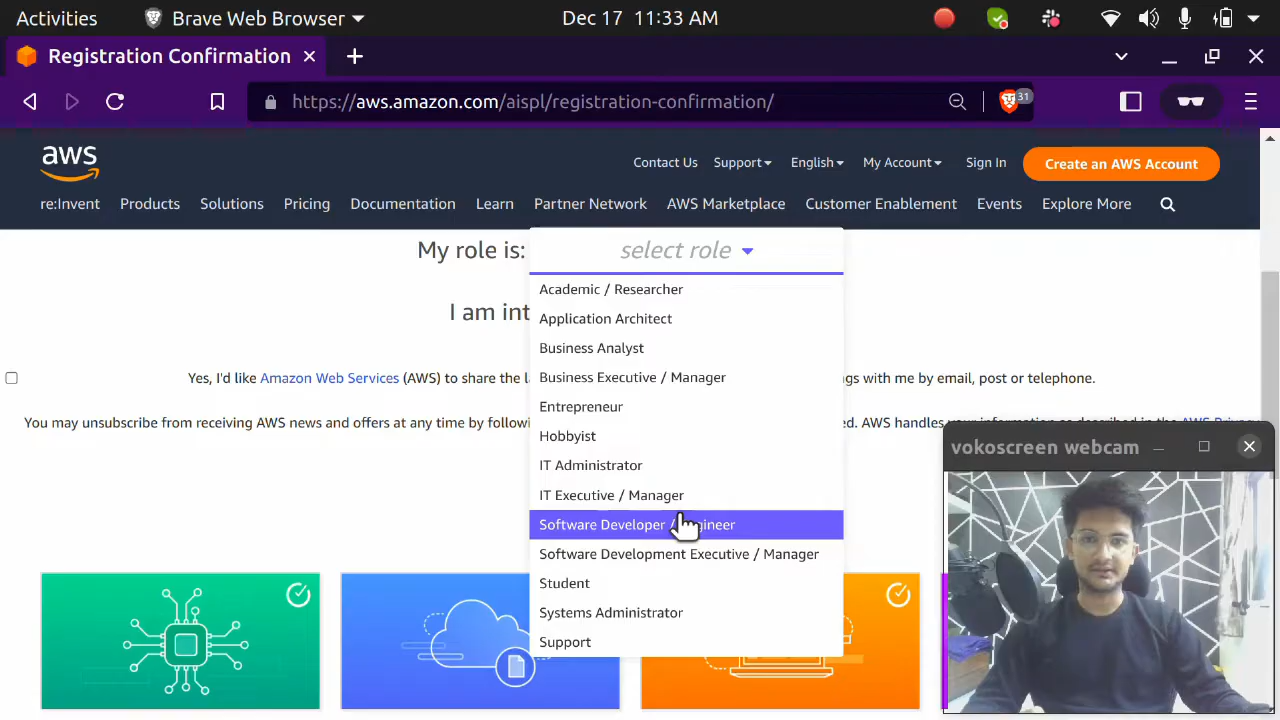 Activities
Brave Web Browser
Dec 17 11:33 AM
Registration Confirmation
https://aws.amazon.com/aispl/registration-confirmation/
31
aws
Contact Us Support English My Account Sign In Create an AWS Account
re:Invent Products Solutions Pricing Documentation Learn Partner Network AWS Marketplace Customer Enablement Events Explore More
My role is: select role
Academic / Researcher
I am int
Application Architect
Business Analyst
Business Executive / Manager
Yes, I'd like Amazon Web Services (AWS) to share the gs with me by email, post or telephone.
Entrepreneur
You may unsubscribe from receiving AWS news and offers at any time by AWS handles
Hobbyist
vokoscreen webcam
IT Administrator
IT Executive / Manager
Software Developer /
Software Development Executive / Manager
Student
Systems Administrator
Support